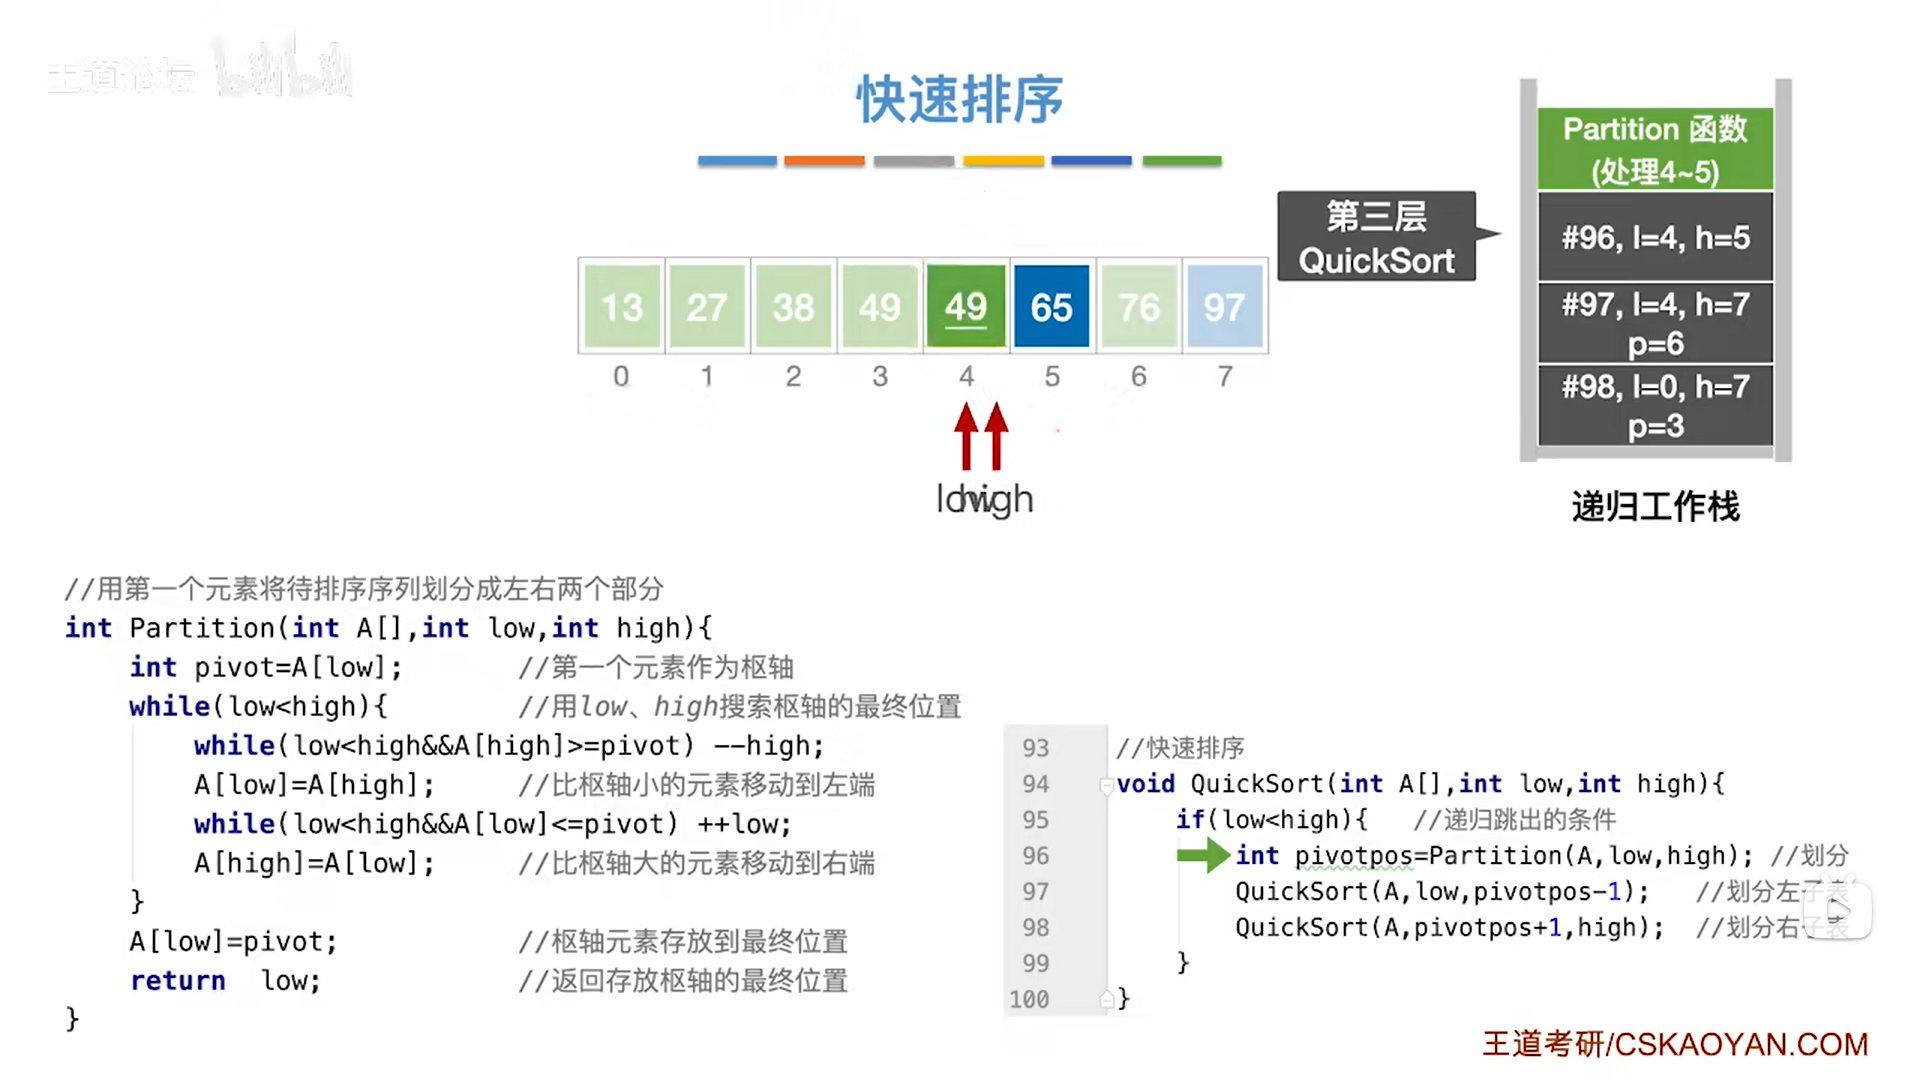 王道论坛 bilibili
快速排序
Partition 函数
(处理4~5)
第三层
QuickSort
#96, l=4, h=5
#97, l=4, h=7
p=6
#98, l=0, h=7
p=3
递归工作栈
13 27 38 49 49 65 76 97
0 1 2 3 4 5 6 7
low high
//用第一个元素将待排序序列划分成左右两个部分
int Partition(int A[],int low,int high){
int pivot=A[low]; //第一个元素作为枢轴
while(low<high){ //用low、high搜索枢轴的最终位置
while(low<high&&A[high]>=pivot) --high;
A[low]=A[high]; //比枢轴小的元素移动到左端
while(low<high&&A[low]<=pivot) ++low;
A[high]=A[low]; //比枢轴大的元素移动到右端
}
A[low]=pivot; //枢轴元素存放到最终位置
return low; //返回存放枢轴的最终位置
}
93 //快速排序
94 void QuickSort(int A[],int low,int high){
95 if(low<high){ //递归跳出的条件
96 int pivotpos=Partition(A,low,high); //划分
97 QuickSort(A,low,pivotpos-1); //划分左子表
98 QuickSort(A,pivotpos+1,high); //划分右子表
99 }
100 }
王道考研/CSKAOYAN.COM